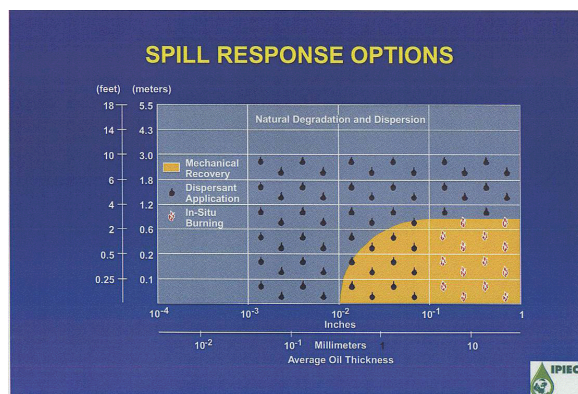 SPILL RESPONSE OPTIONS
(feet) (meters)
18 5.5
Natural Degradation and Dispersion
14 4.3
10 3.0
Mechanical
Recovery
6 1.8
Dispersant
Application
4 1.2
In-Situ
Burning
2 0.6
0.5 0.2
0.25 0.1
10-4 10-3 10-2 10-1 1
Inches
10-2 10-1 Millimeters 1 10
Average Oil Thickness
IPIEC